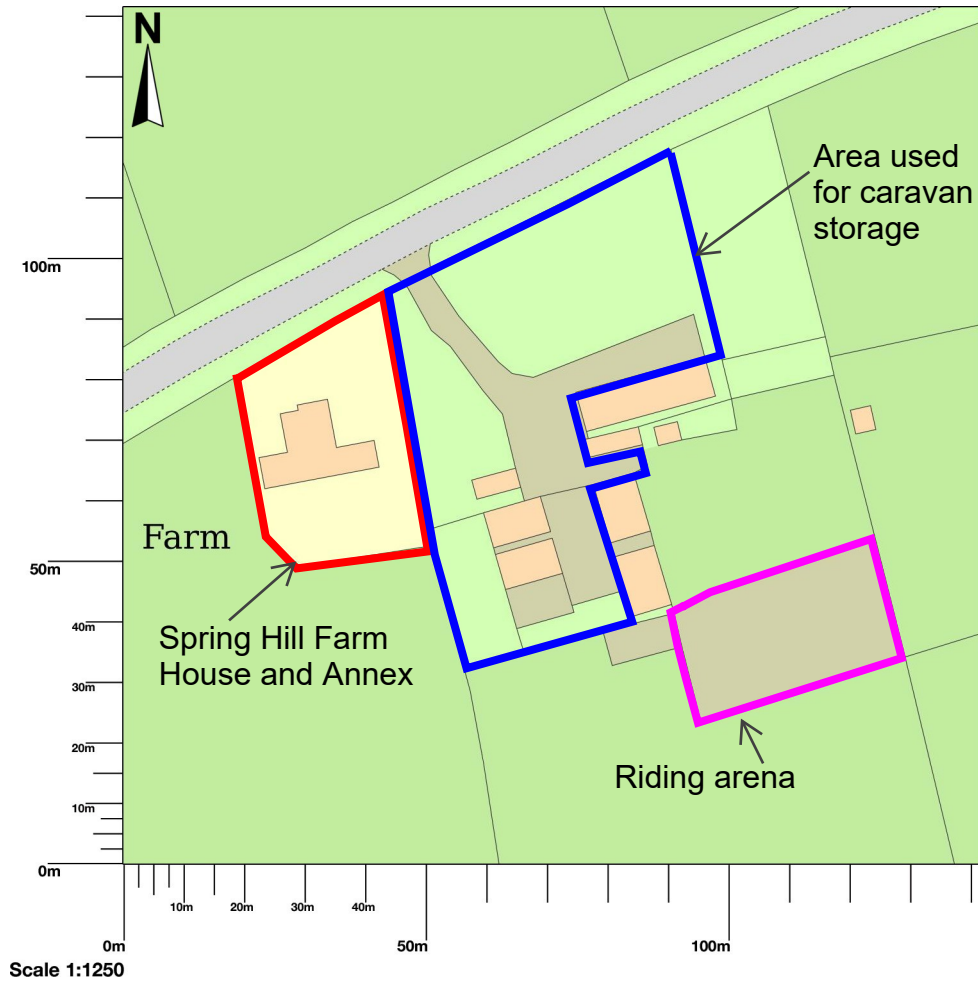 N
Area used
for caravan
storage
100m
Farm
50m
Spring Hill Farm
House and Annex
40m
30m
20m
Riding arena
10m
0m
10m
20m
30m
40m
0m
50m
100m
Scale 1:1250